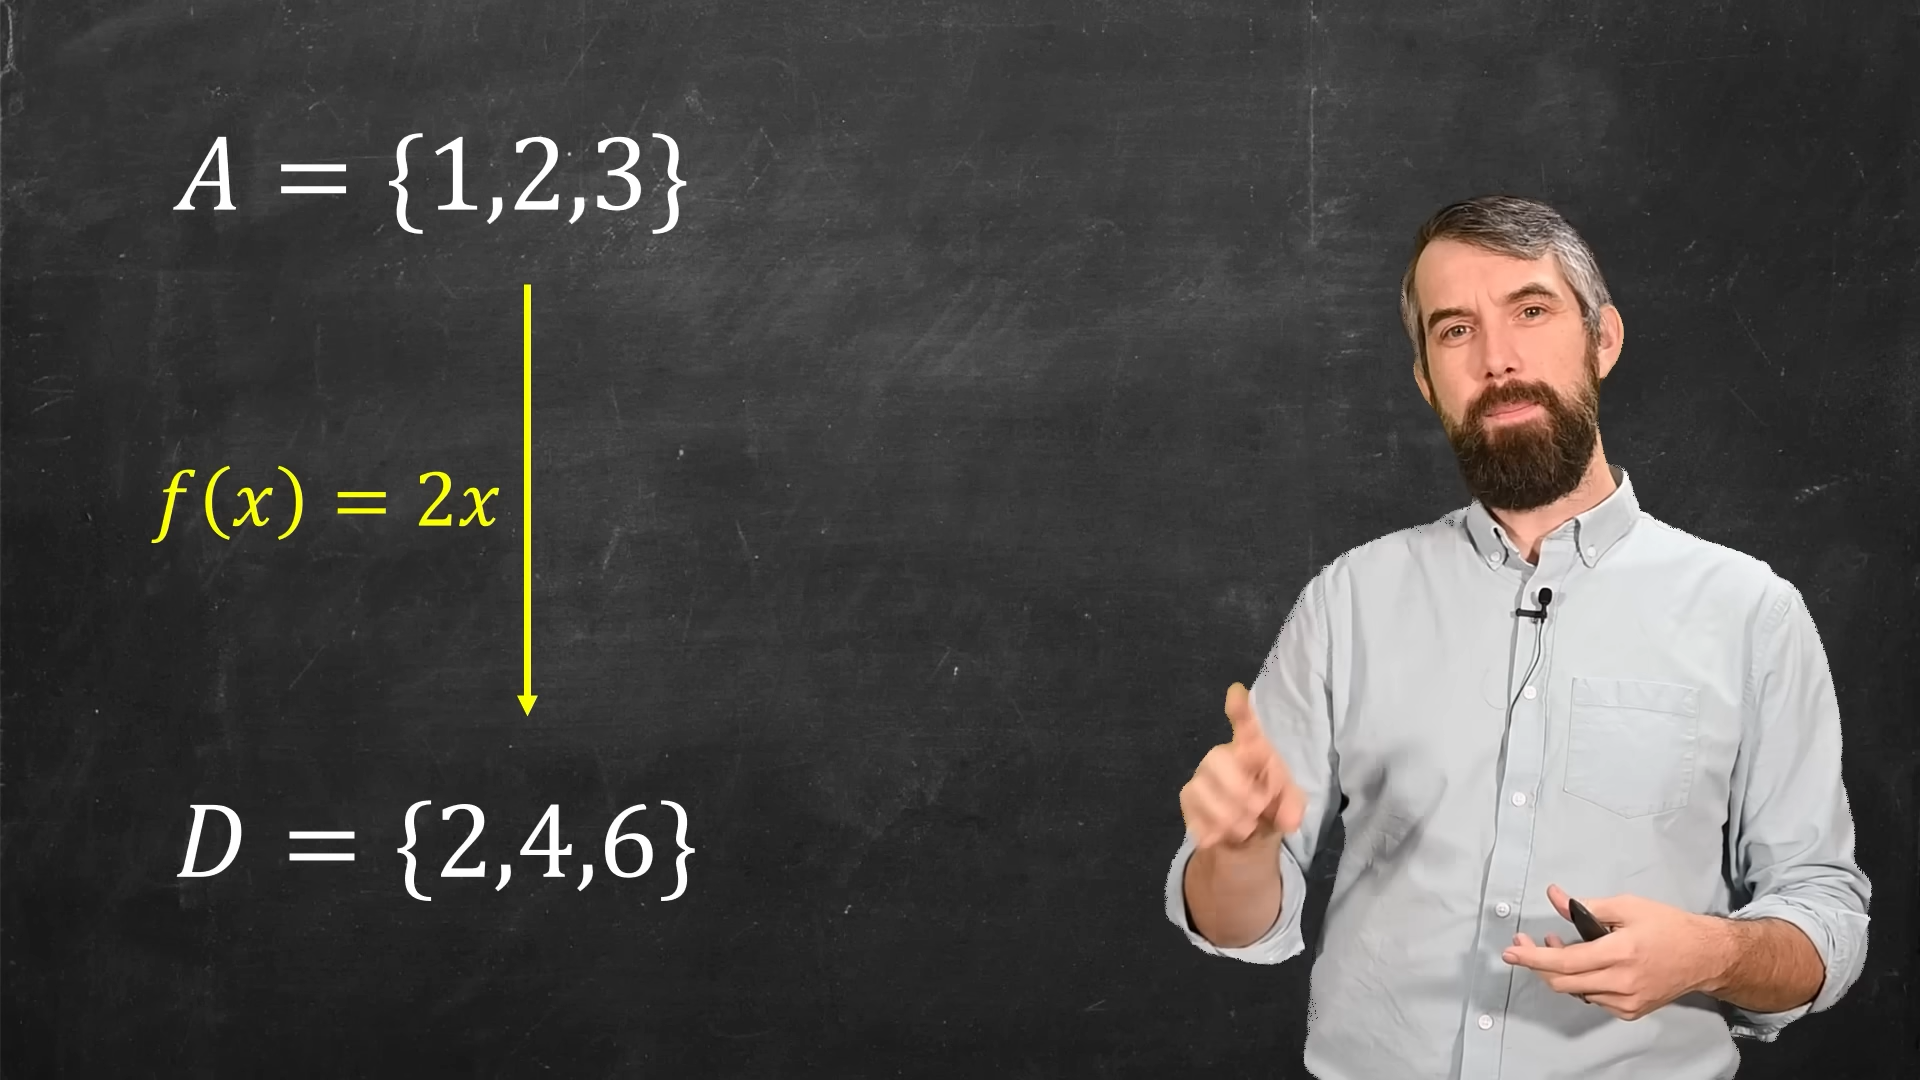 A = {1,2,3}
f(x) = 2x
D = {2,4,6}